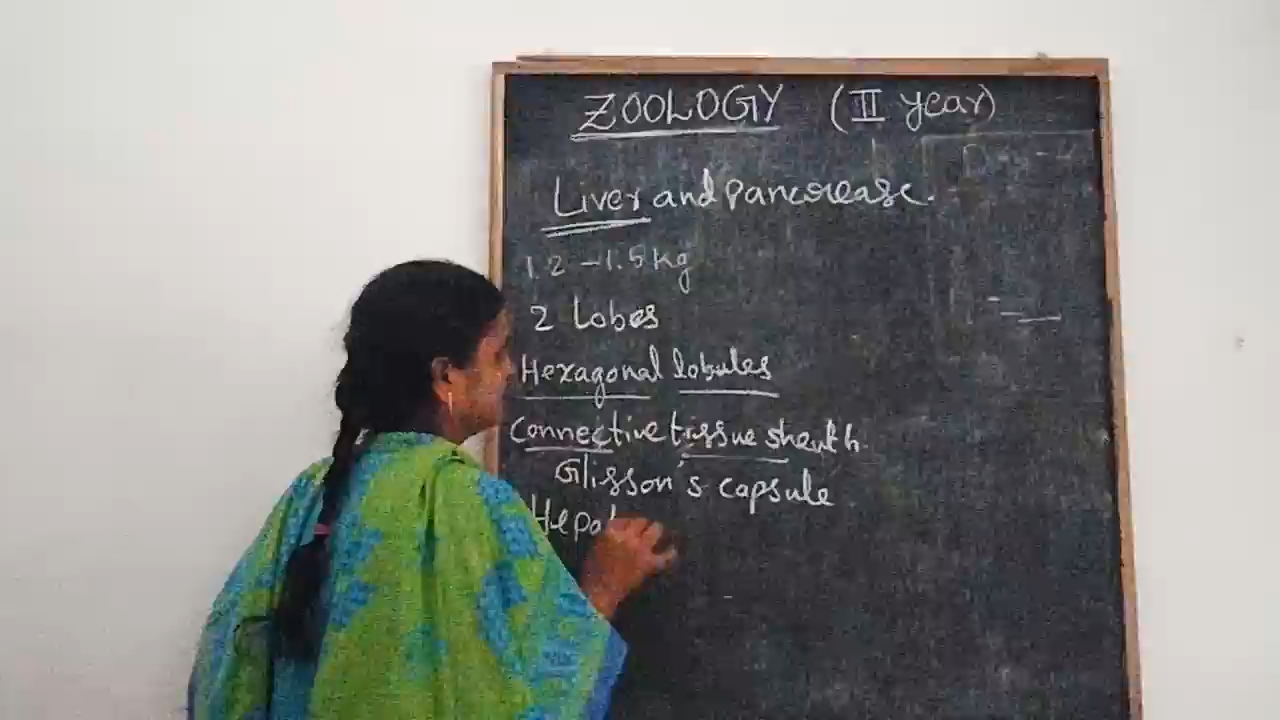 ZOOLOGY (II year)
Liver and pancrease.
1.2 - 1.5 kg
2 Lobes
Hexagonal lobules
Connective tissue sheath.
Glisson's capsule
Hepa